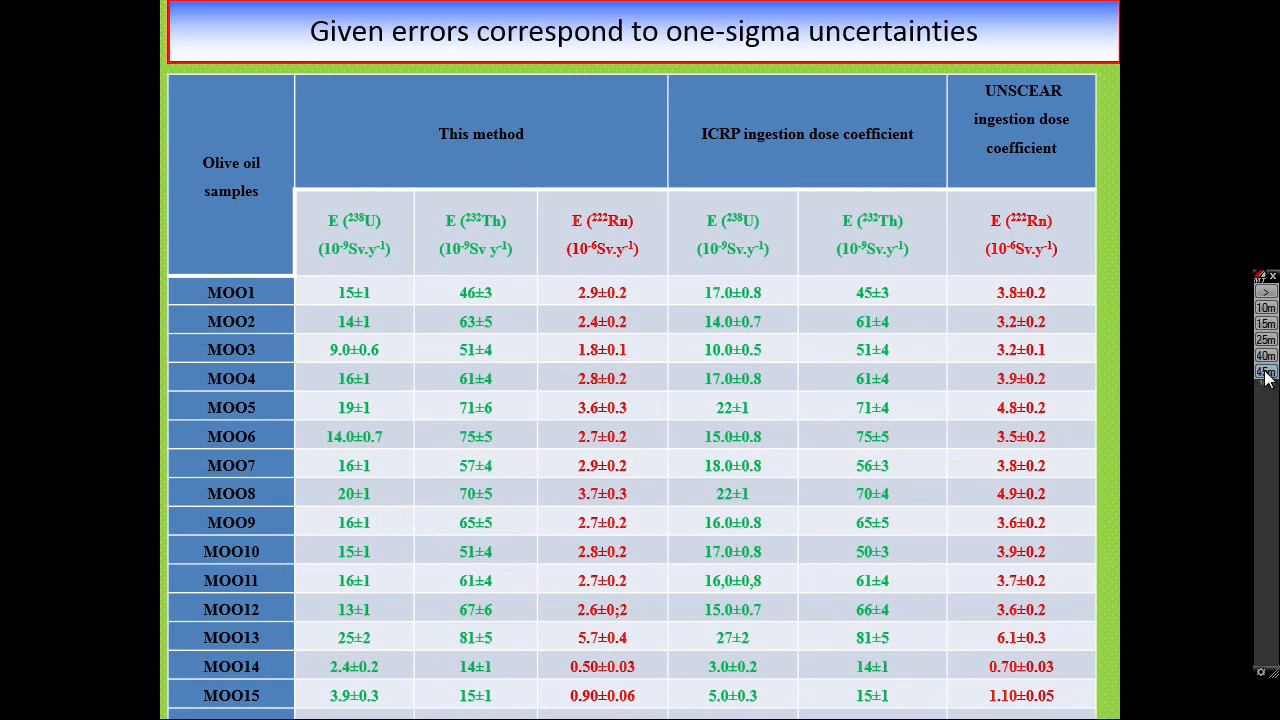 Given errors correspond to one-sigma uncertainties
Olive oil samples This method ICRP ingestion dose coefficient UNSCEAR ingestion dose coefficient
E (²³⁸U) (10⁻⁹Sv.y⁻¹) E (²³²Th) (10⁻⁹Sv y⁻¹) E (²²²Rn) (10⁻⁶Sv.y⁻¹) E (²³⁸U) (10⁻⁹Sv.y⁻¹) E (²³²Th) (10⁻⁹Sv.y⁻¹) E (²²²Rn) (10⁻⁶Sv.y⁻¹)
MOO1 15±1 46±3 2.9±0.2 17.0±0.8 45±3 3.8±0.2
MOO2 14±1 63±5 2.4±0.2 14.0±0.7 61±4 3.2±0.2
MOO3 9.0±0.6 51±4 1.8±0.1 10.0±0.5 51±4 3.2±0.1
MOO4 16±1 61±4 2.8±0.2 17.0±0.8 61±4 3.9±0.2
MOO5 19±1 71±6 3.6±0.3 22±1 71±4 4.8±0.2
MOO6 14.0±0.7 75±5 2.7±0.2 15.0±0.8 75±5 3.5±0.2
MOO7 16±1 57±4 2.9±0.2 18.0±0.8 56±3 3.8±0.2
MOO8 20±1 70±5 3.7±0.3 22±1 70±4 4.9±0.2
MOO9 16±1 65±5 2.7±0.2 16.0±0.8 65±5 3.6±0.2
MOO10 15±1 51±4 2.8±0.2 17.0±0.8 50±3 3.9±0.2
MOO11 16±1 61±4 2.7±0.2 16,0±0,8 61±4 3.7±0.2
MOO12 13±1 67±6 2.6±0;2 15.0±0.7 66±4 3.6±0.2
MOO13 25±2 81±5 5.7±0.4 27±2 81±5 6.1±0.3
MOO14 2.4±0.2 14±1 0.50±0.03 3.0±0.2 14±1 0.70±0.03
MOO15 3.9±0.3 15±1 0.90±0.06 5.0±0.3 15±1 1.10±0.05
>
10m
15m
25m
40m
45m